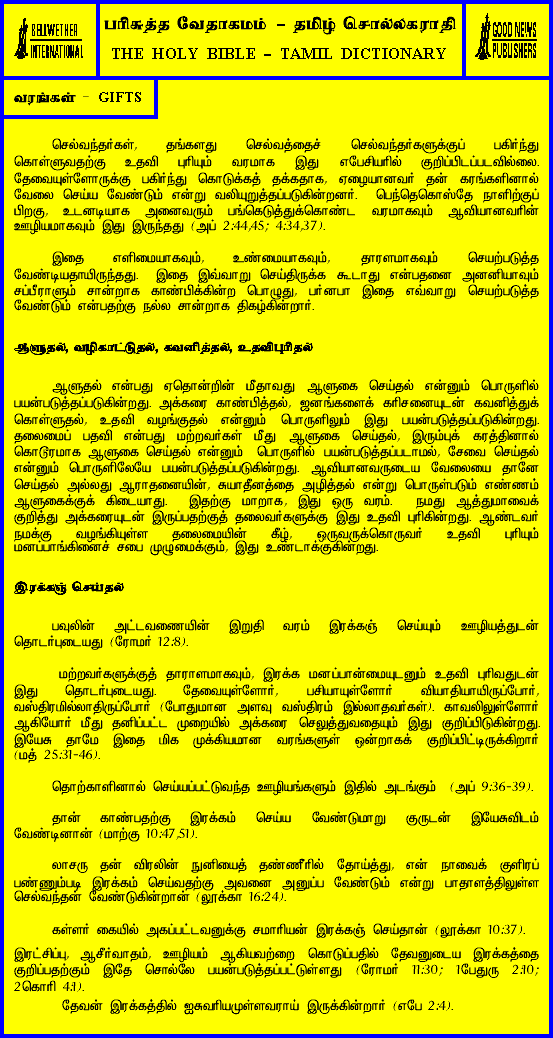 BELLWETHER
INTERNATIONAL
பரிசுத்த வேதாகமம் - தமிழ் சொல்லகராதி
THE HOLY BIBLE - TAMIL DICTIONARY
GOOD NEWS
PUBLISHERS
வரங்கள் - GIFTS
செல்வந்தர்கள், தங்களது செல்வத்தைச் செல்வந்தர்களுக்குப் பகிர்ந்து
கொள்ளுவதற்கு உதவி புரியும் வரமாக இது எபேசியரில் குறிப்பிடப்படவில்லை.
தேவையுள்ளோருக்கு பகிர்ந்து கொடுக்கத் தக்கதாக, ஏழையானவர் தன் கரங்களினால்
வேலை செய்ய வேண்டும் என்று வலியுறுத்தப்படுகின்றனர். பெந்தெகொஸ்தே நாளிற்குப்
பிறகு, உடனடியாக அனைவரும் பங்கெடுத்துக்கொண்ட வரமாகவும் ஆவியானவரின்
ஊழியமாகவும் இது இருந்தது (அப் 2:44,45; 4:34,37).
இதை எளிமையாகவும், உண்மையாகவும், தாராளமாகவும் செயற்படுத்த
வேண்டியதாயிருந்தது. இதை இவ்வாறு செய்திருக்க கூடாது என்பதனை அனனியாவும்
சப்பீராளும் சான்றாக காண்பிக்கின்ற பொழுது, பர்னபா இதை எவ்வாறு செயற்படுத்த
வேண்டும் என்பதற்கு நல்ல சான்றாக திகழ்கின்றார்.
ஆளுதல், வழிகாட்டுதல், கவனித்தல், உதவிபுரிதல்
ஆளுதல் என்பது ஏதொன்றின் மீதாவது ஆளுகை செய்தல் என்னும் பொருளில்
பயன்படுத்தப்படுகின்றது. அக்கரை காண்பித்தல், ஜனங்களைக் கரிசனையுடன் கவனித்துக்
கொள்ளுதல், உதவி வழங்குதல் என்னும் பொருளிலும் இது பயன்படுத்தப்படுகின்றது.
தலைமைப் பதவி என்பது மற்றவர்கள் மீது ஆளுகை செய்தல், இரும்புக் கரத்தினால்
கொடூரமாக ஆளுகை செய்தல் என்னும் பொருளில் பயன்படுத்தப்படாமல், சேவை செய்தல்
என்னும் பொருளிலேயே பயன்படுத்தப்படுகின்றது. ஆவியானவருடைய வேலையை தானே
செய்தல் அல்லது ஆராதனையின், சுயாதீனத்தை அழித்தல் என்று பொருள்படும் எண்ணம்
ஆளுகைக்குக் கிடையாது. இதற்கு மாறாக, இது ஒரு வரம். நமது ஆத்துமாவைக்
குறித்து அக்கரையுடன் இருப்பதற்குத் தலைவர்களுக்கு இது உதவி புரிகின்றது. ஆண்டவர்
நமக்கு வழங்கியுள்ள தலைமையின் கீழ், ஒருவருக்கொருவர் உதவி புரியும்
மனப்பாங்கினைச் சபை முழுமைக்கும், இது உண்டாக்குகின்றது.
இரக்கஞ் செய்தல்
பவுலின் அட்டவணையின் இறுதி வரம் இரக்கஞ் செய்யும் ஊழியத்துடன்
தொடர்புடையது (ரோமர் 12:8).
மற்றவர்களுக்குத் தாராளமாகவும், இரக்க மனப்பான்மையுடனும் உதவி புரிவதுடன்
இது தொடர்புடையது. தேவையுள்ளோர், பசியாயுள்ளோர் வியாதியாயிருப்போர்,
வஸ்திரமில்லாதிருப்போர் (போதுமான அளவு வஸ்திரம் இல்லாதவர்கள்). காவலிலுள்ளோர்
ஆகியோர் மீது தனிப்பட்ட முறையில் அக்கரை செலுத்துவதையும் இது குறிப்பிடுகின்றது.
இயேசு தாமே இதை மிக முக்கியமான வரங்களுள் ஒன்றாகக் குறிப்பிட்டிருக்கிறார்
(மத் 25:31-46).
தொற்காளினால் செய்யப்பட்டுவந்த ஊழியங்களும் இதில் அடங்கும் (அப் 9:36-39).
தான் காண்பதற்கு இரக்கம் செய்ய வேண்டுமாறு குருடன் இயேசுவிடம்
வேண்டினான் (மாற்கு 10:47,51).
லாசரு தன் விரலின் நுனியைத் தண்ணீரில் தோய்த்து, என் நாவைக் குளிரப்
பண்ணும்படி இரக்கம் செய்வதற்கு அவனை அனுப்ப வேண்டும் என்று பாதாளத்திலுள்ள
செல்வந்தன் வேண்டுகின்றான் (லூக்கா 16:24).
கள்ளர் கையில் அகப்பட்டவனுக்கு சமாரியன் இரக்கஞ் செய்தான் (லூக்கா 10:37).
இரட்சிப்பு, ஆசீர்வாதம், ஊழியம் ஆகியவற்றை கொடுப்பதில் தேவனுடைய இரக்கத்தை
குறிப்பதற்கும் இதே சொல்லே பயன்படுத்தப்பட்டுள்ளது (ரோமர் 11:30; 1பேதுரு 2:10;
2கொரி 4:1).
தேவன் இரக்கத்தில் ஐசுவரியமுள்ளவராய் இருக்கின்றார் (எபே 2:4).